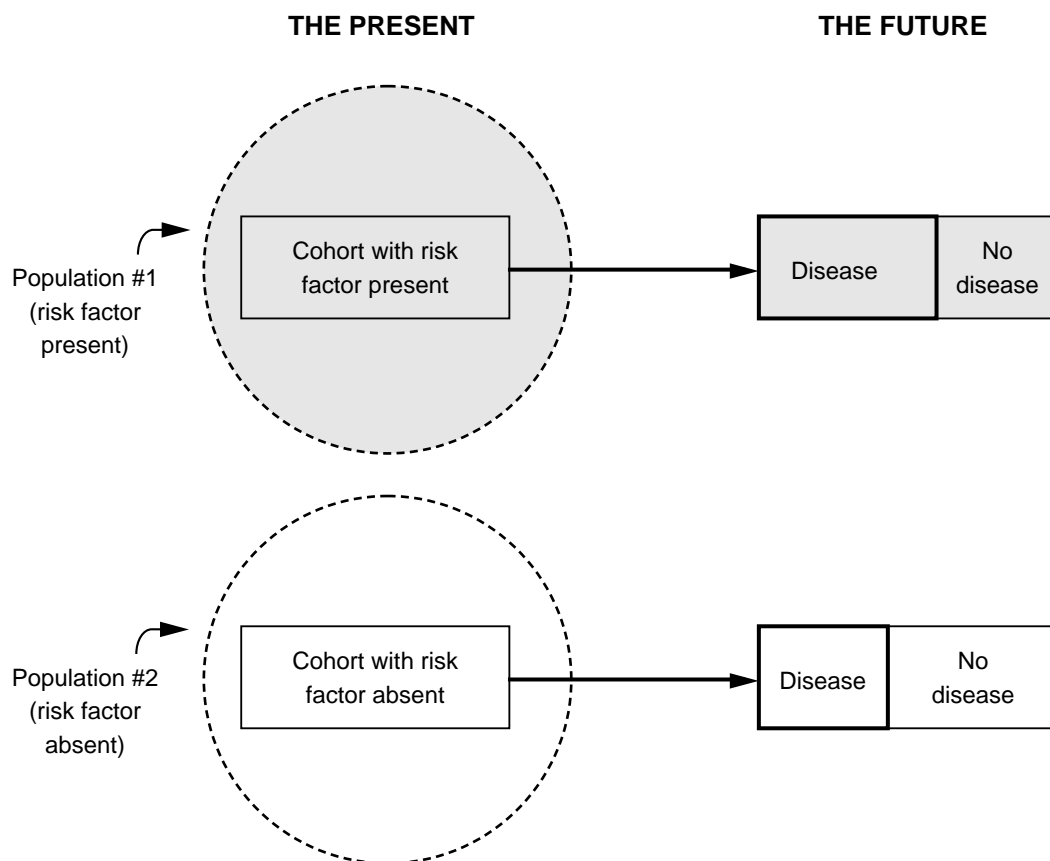 THE PRESENT
THE FUTURE
Population #1
(risk factor
present)
Cohort with risk
factor present
Disease
No
disease
Population #2
(risk factor
absent)
Cohort with risk
factor absent
Disease
No
disease